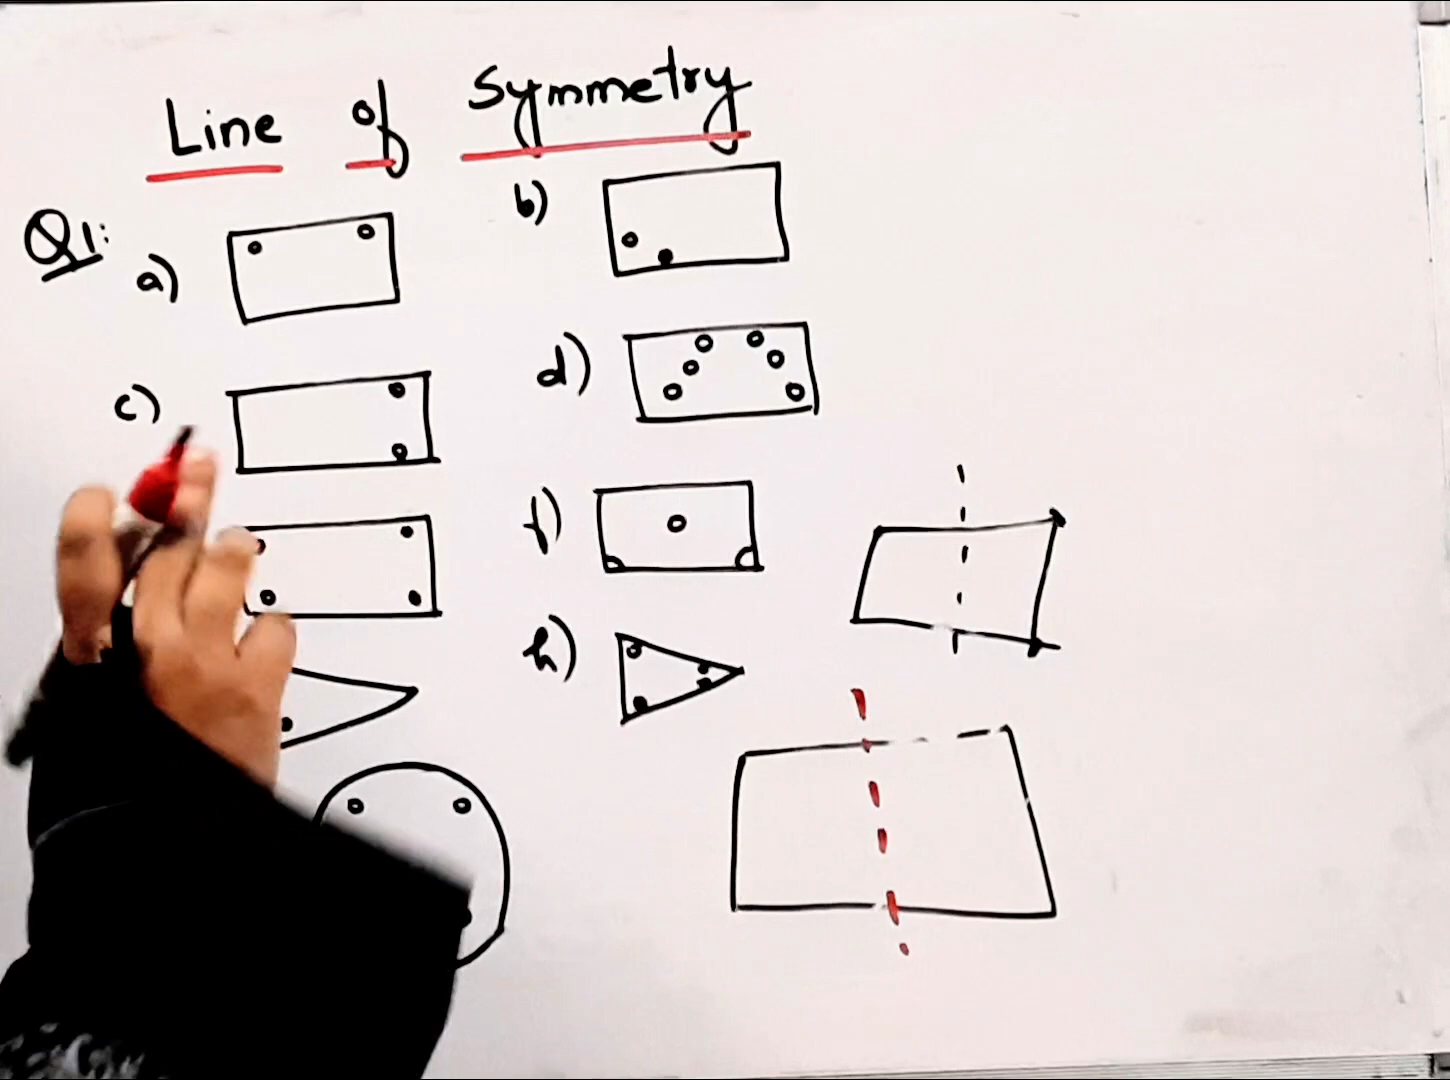 Line of Symmetry
Q1:
a) b)
c) d)
f)
h)